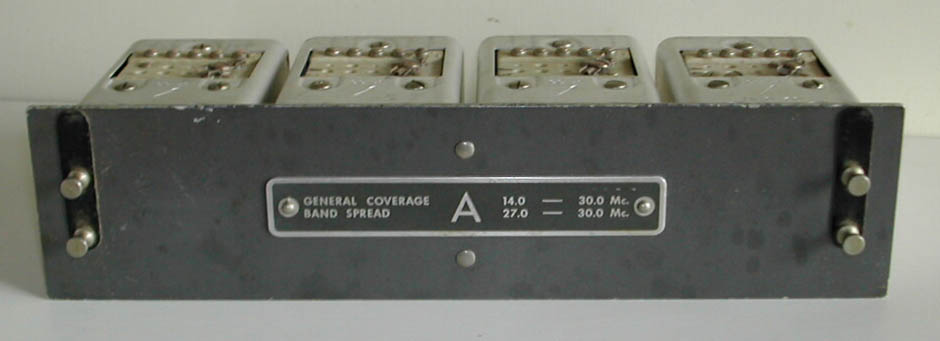 GENERAL COVERAGE A 14.0 — 30.0 Mc.
BAND SPREAD 27.0 — 30.0 Mc.